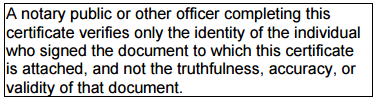 A notary public or other officer completing this
certificate verifies only the identity of the individual
who signed the document to which this certificate
is attached, and not the truthfulness, accuracy, or
validity of that document.